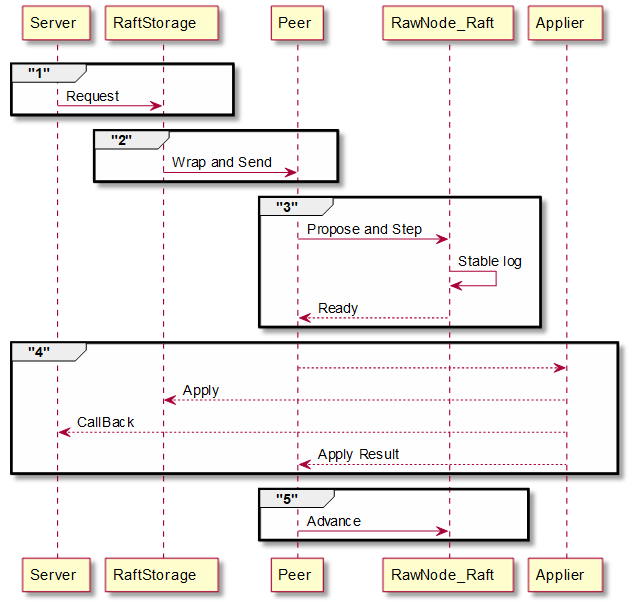 Server RaftStorage Peer RawNode_Raft Applier
"1"
Request
"2"
Wrap and Send
"3"
Propose and Step
Stable log
Ready
"4"
Apply
CallBack
Apply Result
"5"
Advance
Server RaftStorage Peer RawNode_Raft Applier